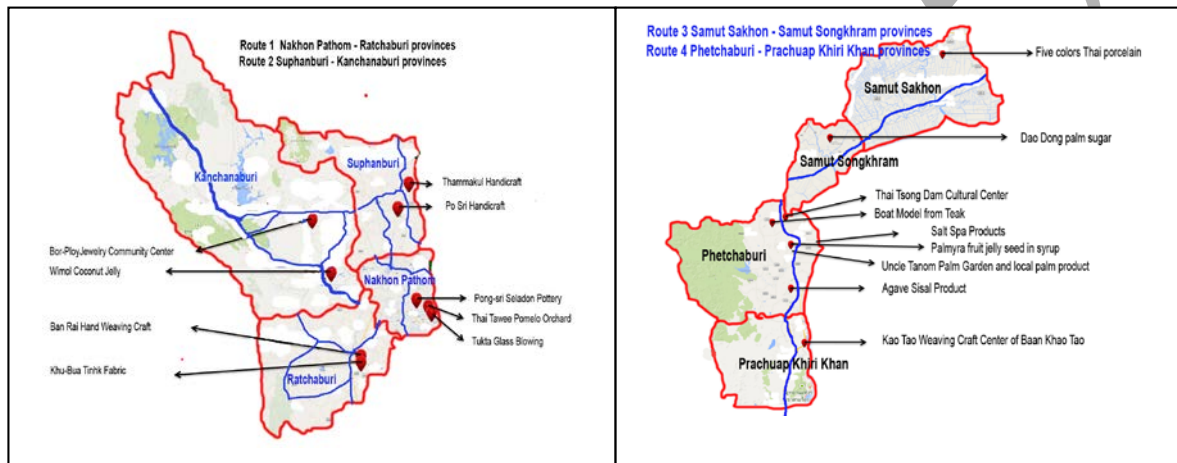 Route 1 Nakhon Pathom - Ratchaburi provinces
Route 2 Suphanburi - Kanchanaburi provinces
Suphanburi
Kanchanaburi
Thammakul Handicraft
Po Sri Handicraft
Bor-PloyJewelry Community Center
Wimol Coconut Jelly
Nakhon Pathom
Pong-sri Seladon Pottery
Thai Tawee Pomelo Orchard
Tukta Glass Blowing
Ban Rai Hand Weaving Craft
Khu-Bua Tinhk Fabric
Ratchaburi
Route 3 Samut Sakhon - Samut Songkhram provinces
Route 4 Phetchaburi - Prachuap Khiri Khan provinces
Five colors Thai porcelain
Samut Sakhon
Dao Dong palm sugar
Samut Songkhram
Thai Tsong Dam Cultural Center
Boat Model from Teak
Salt Spa Products
Palmyra fruit jelly seed in syrup
Phetchaburi
Uncle Tanom Palm Garden and local palm product
Agave Sisal Product
Kao Tao Weaving Craft Center of Baan Khao Tao
Prachuap Khiri Khan